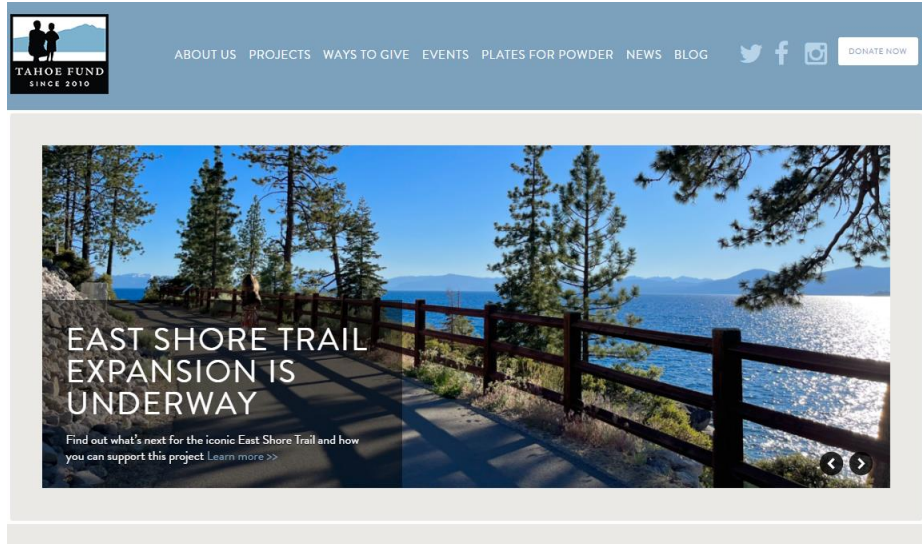 TAHOE FUND
SINCE 2010
ABOUT US PROJECTS WAYS TO GIVE EVENTS PLATES FOR POWDER NEWS BLOG
DONATE NOW
EAST SHORE TRAIL
EXPANSION IS
UNDERWAY
Find out what's next for the iconic East Shore Trail and how
you can support this project Learn more >>